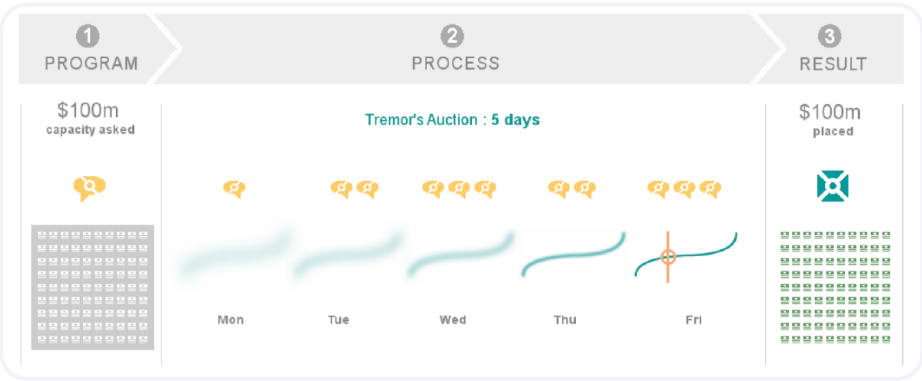 1
PROGRAM
2
PROCESS
3
RESULT
$100m
capacity asked
Tremor's Auction : 5 days
$100m
placed
Mon
Tue
Wed
Thu
Fri